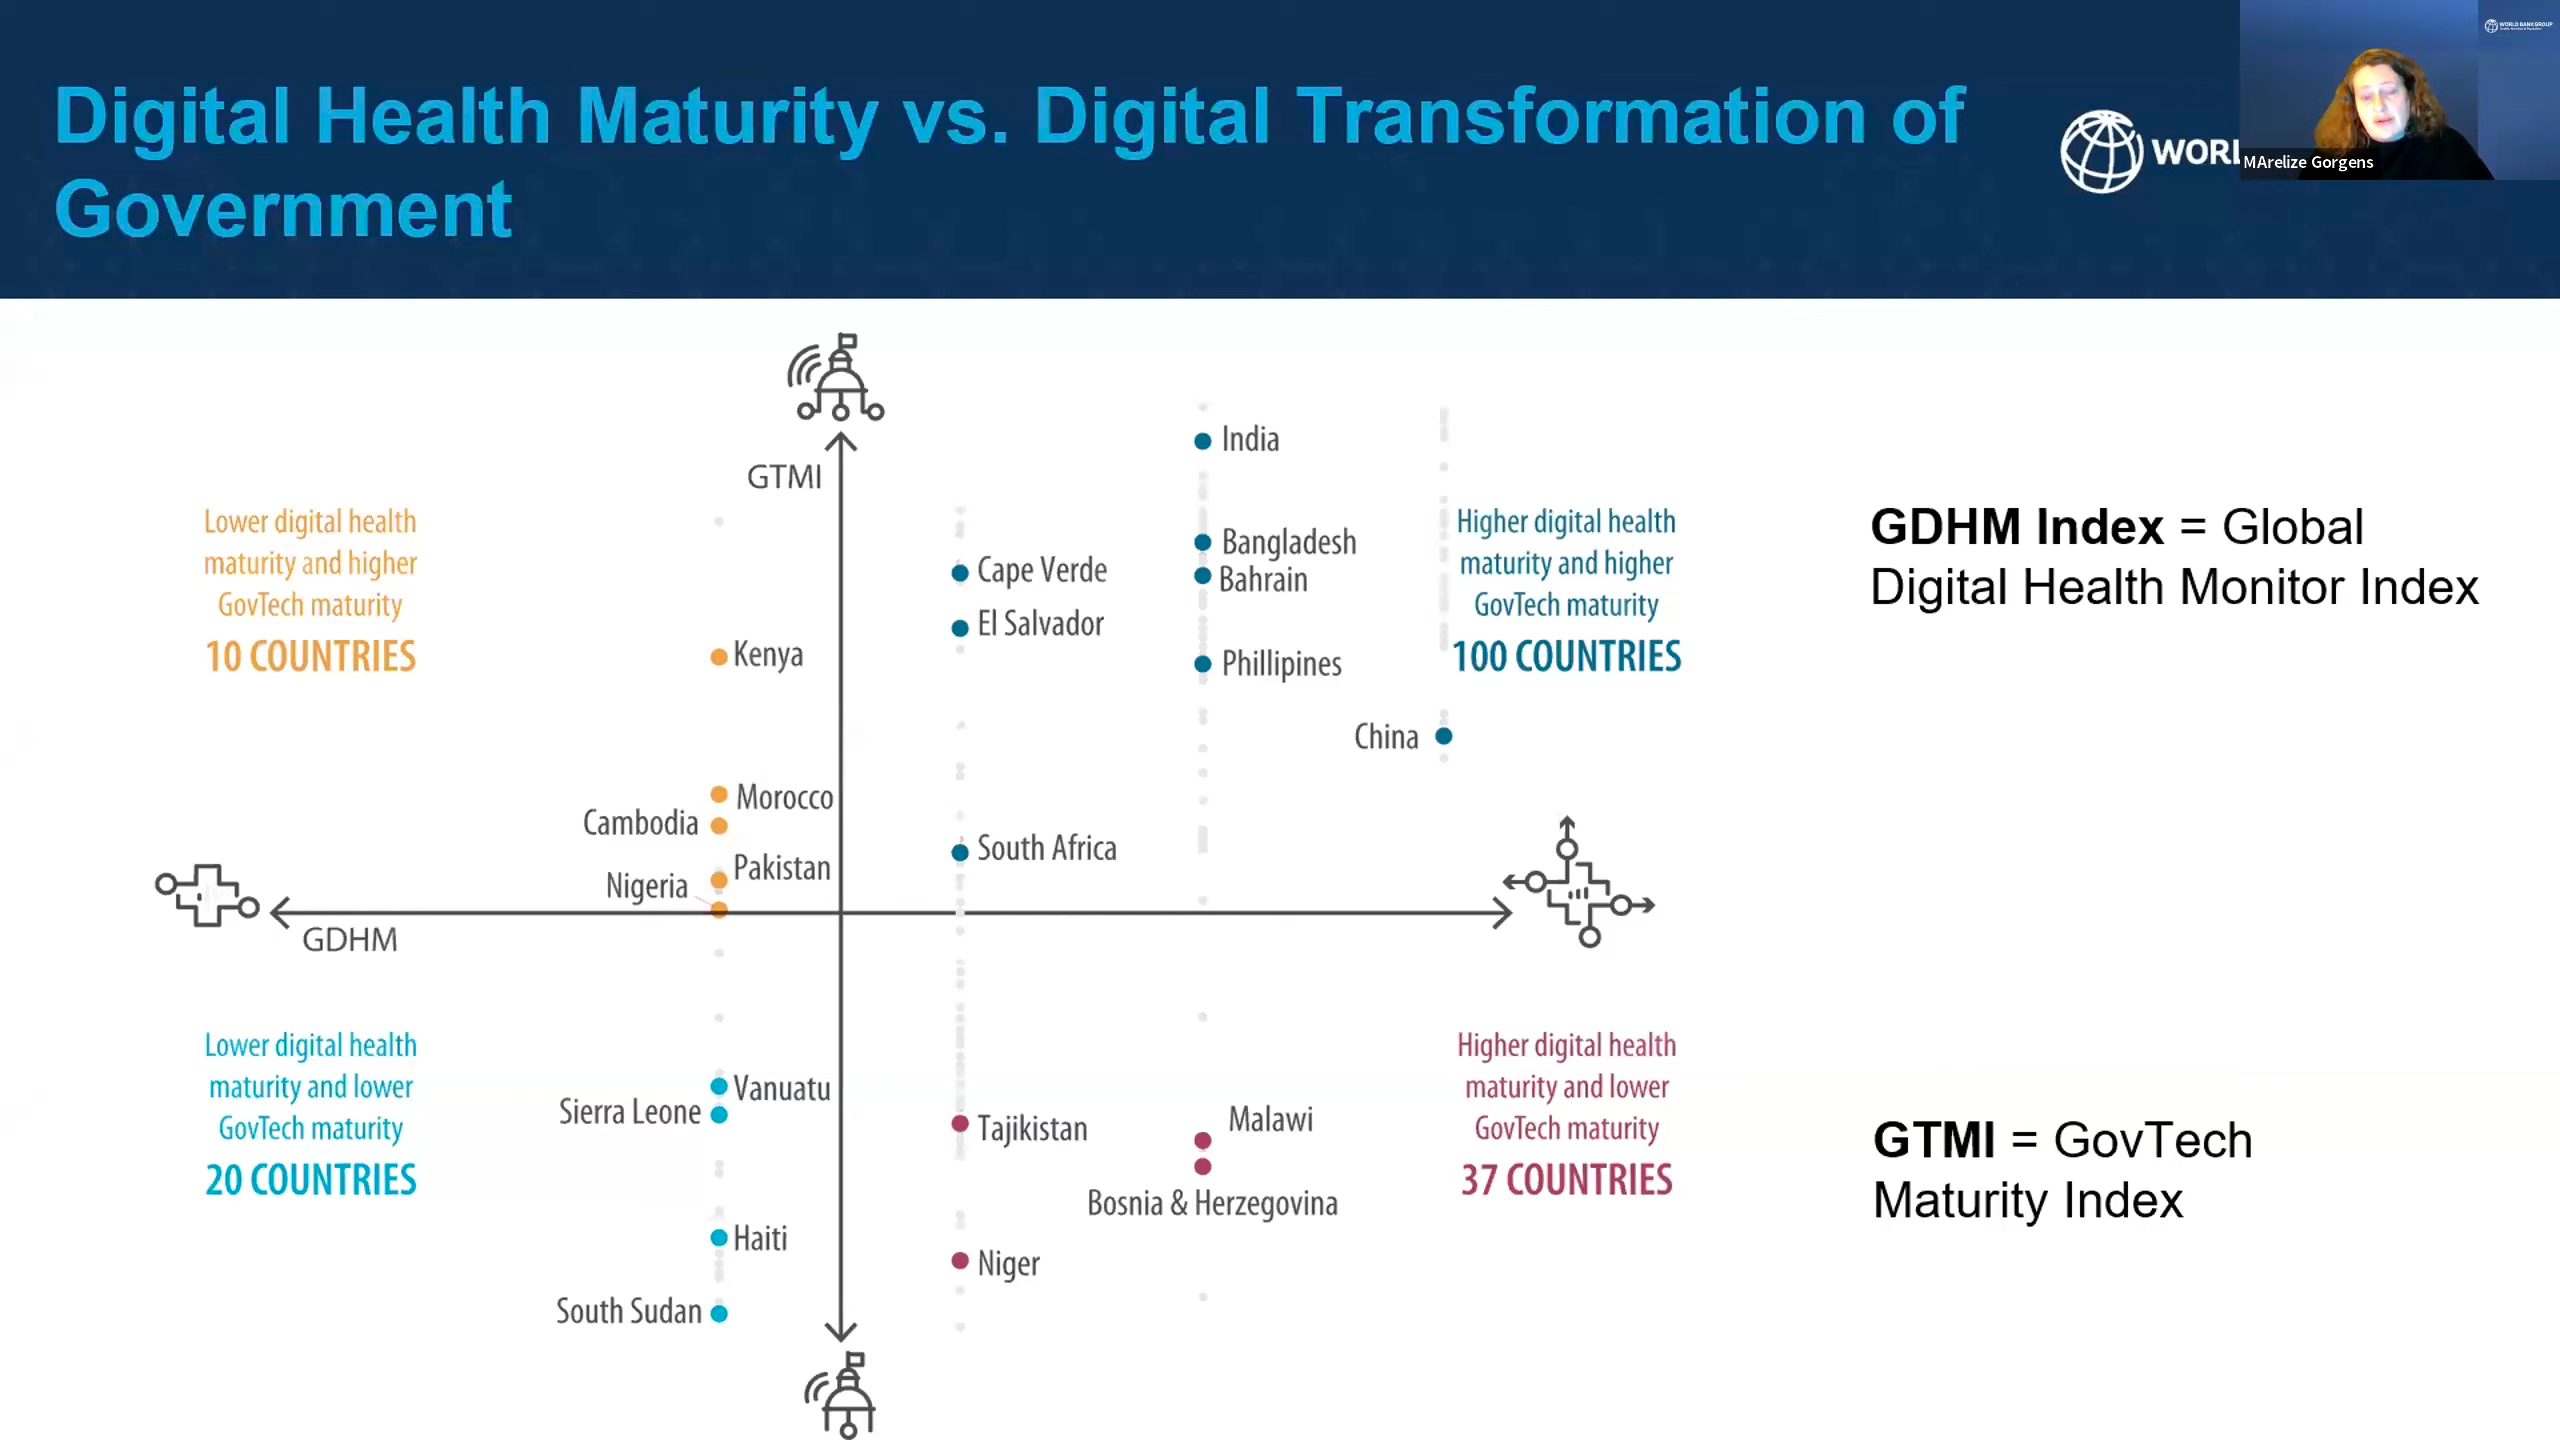 Digital Health Maturity vs. Digital Transformation of
Government
WORL
WORLD BANK GROUP
MArelize Gorgens
GTMI
India
Bangladesh
Bahrain
Cape Verde
El Salvador
Phillipines
Kenya
China
Morocco
Cambodia
South Africa
Pakistan
Nigeria
GDHM
Lower digital health
maturity and higher
GovTech maturity
10 COUNTRIES
Higher digital health
maturity and higher
GovTech maturity
100 COUNTRIES
GDHM Index = Global
Digital Health Monitor Index
Lower digital health
maturity and lower
GovTech maturity
20 COUNTRIES
Vanuatu
Sierra Leone
Haiti
South Sudan
Tajikistan
Malawi
Bosnia & Herzegovina
Niger
Higher digital health
maturity and lower
GovTech maturity
37 COUNTRIES
GTMI = GovTech
Maturity Index